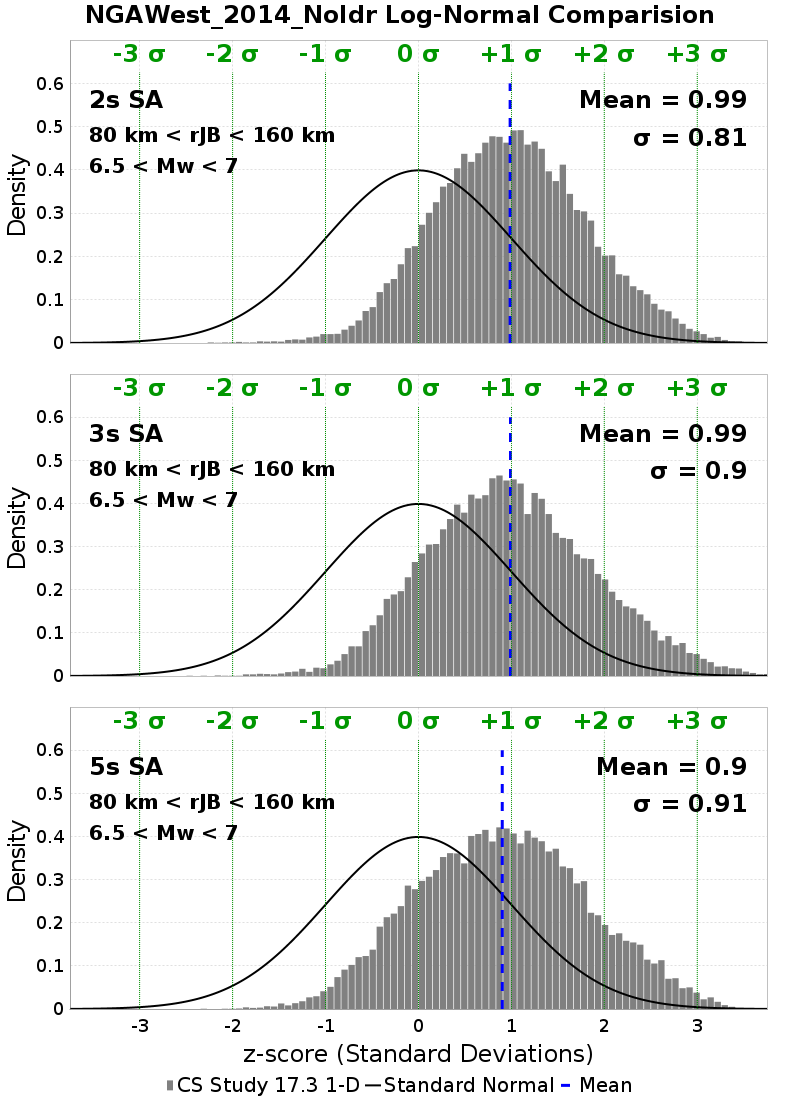 NGAWest_2014_NoIdr Log-Normal Comparision
-3 σ -2 σ -1 σ 0 σ +1 σ +2 σ +3 σ
2s SA
80 km < rJB < 160 km
6.5 < Mw < 7
Mean = 0.99
σ = 0.81
Density
0.6
0.5
0.4
0.3
0.2
0.1
0
-3 σ -2 σ -1 σ 0 σ +1 σ +2 σ +3 σ
3s SA
80 km < rJB < 160 km
6.5 < Mw < 7
Mean = 0.99
σ = 0.9
Density
0.6
0.5
0.4
0.3
0.2
0.1
0
-3 σ -2 σ -1 σ 0 σ +1 σ +2 σ +3 σ
5s SA
80 km < rJB < 160 km
6.5 < Mw < 7
Mean = 0.9
σ = 0.91
Density
0.6
0.5
0.4
0.3
0.2
0.1
0
-3 -2 -1 0 1 2 3
z-score (Standard Deviations)
CS Study 17.3 1-D Standard Normal Mean